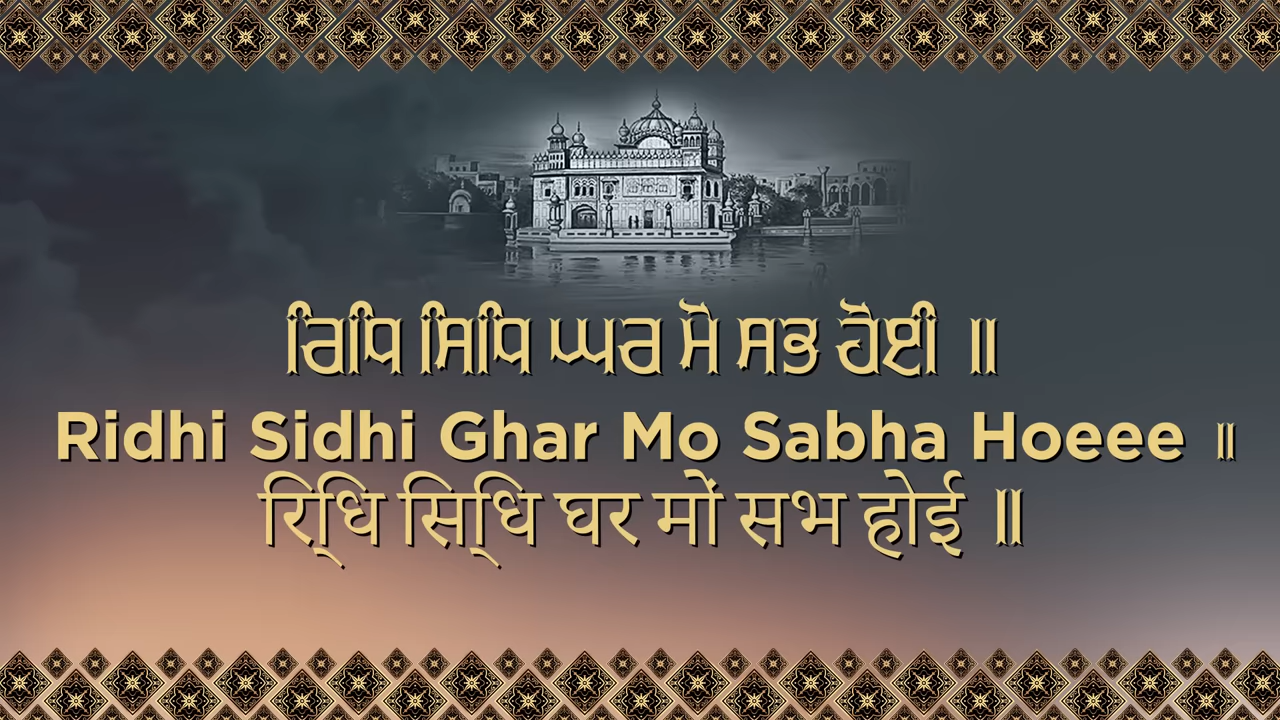 ਰਿਧਿ ਸਿਧਿ ਘਰ ਮੋ ਸਭ ਹੋਈ ॥
Ridhi Sidhi Ghar Mo Sabha Hoeee ॥
रि्धि सि्धि घर मों सभ होई ॥